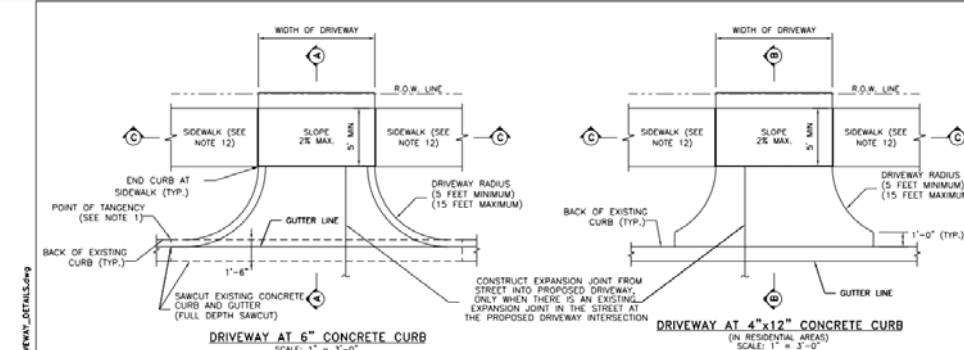 WIDTH OF DRIVEWAY
A
R.O.W. LINE
C
SIDEWALK (SEE
NOTE 12)
SLOPE
2% MAX.
5' MIN
SIDEWALK (SEE
NOTE 12)
C
END CURB AT
SIDEWALK (TYP.)
DRIVEWAY RADIUS
(5 FEET MINIMUM)
(15 FEET MAXIMUM)
POINT OF TANGENCY
(SEE NOTE 1)
GUTTER LINE
BACK OF EXISTING
CURB (TYP.)
1'-6"
SAWCUT EXISTING CONCRETE
CURB AND GUTTER
(FULL DEPTH SAWCUT)
A
DRIVEWAY AT 6" CONCRETE CURB
SCALE: 1" = 3'-0"
CONSTRUCT EXPANSION JOINT FROM
STREET INTO PROPOSED DRIVEWAY,
ONLY WHEN THERE IS AN EXISTING
EXPANSION JOINT IN THE STREET AT
THE PROPOSED DRIVEWAY INTERSECTION
WIDTH OF DRIVEWAY
B
R.O.W. LINE
C
SIDEWALK (SEE
NOTE 12)
SLOPE
2% MAX.
5' MIN
SIDEWALK (SEE
NOTE 12)
C
DRIVEWAY RADIUS
(5 FEET MINIMUM)
(15 FEET MAXIMUM
BACK OF EXISTING
CURB (TYP.)
1'-0" (TYP.)
B
GUTTER LINE
DRIVEWAY AT 4"x12" CONCRETE CURB
(IN RESIDENTIAL AREAS)
SCALE: 1" = 3'-0"
EWAY_DETAILS.dwg